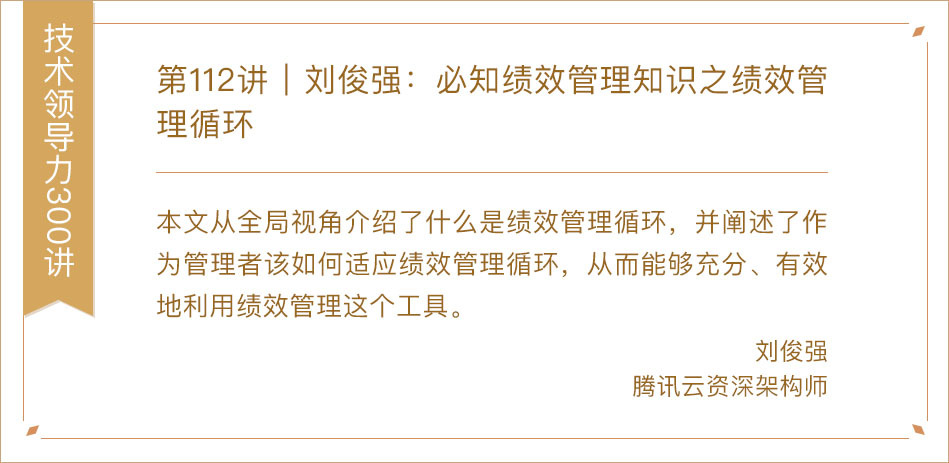 技术领导力300讲
第112讲｜刘俊强：必知绩效管理知识之绩效管
理循环
本文从全局视角介绍了什么是绩效管理循环，并阐述了作
为管理者该如何适应绩效管理循环，从而能够充分、有效
地利用绩效管理这个工具。
刘俊强
腾讯云资深架构师